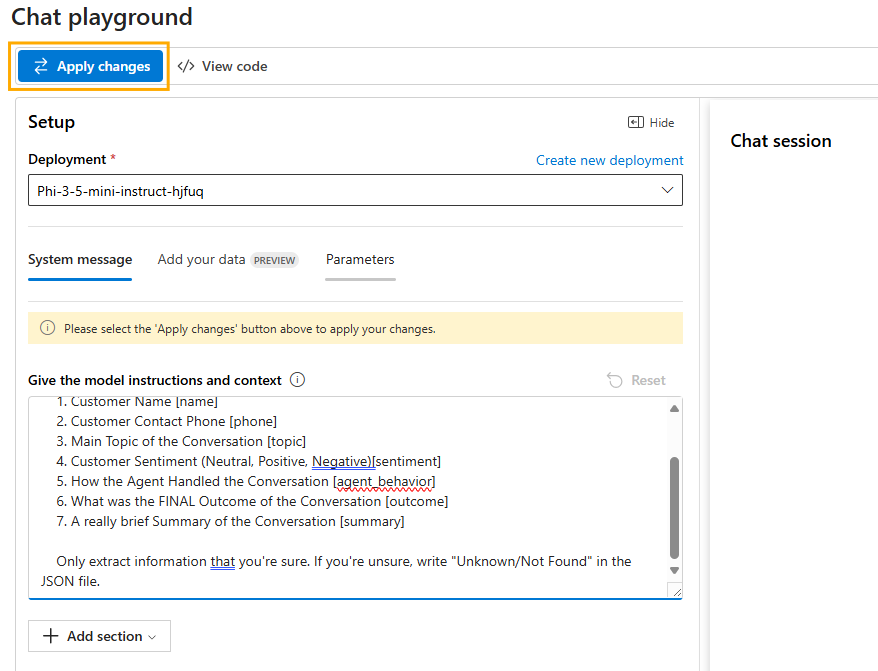 Chat playground
Apply changes
</> View code
Setup
Hide
Deployment *
Create new deployment
Phi-3-5-mini-instruct-hjfuq
System message
Add your data PREVIEW
Parameters
Please select the 'Apply changes' button above to apply your changes.
Give the model instructions and context
Reset
1. Customer Name [name]
2. Customer Contact Phone [phone]
3. Main Topic of the Conversation [topic]
4. Customer Sentiment (Neutral, Positive, Negative)[sentiment]
5. How the Agent Handled the Conversation [agent_behavior]
6. What was the FINAL Outcome of the Conversation [outcome]
7. A really brief Summary of the Conversation [summary]
Only extract information that you're sure. If you're unsure, write "Unknown/Not Found" in the
JSON file.
Add section
Chat session